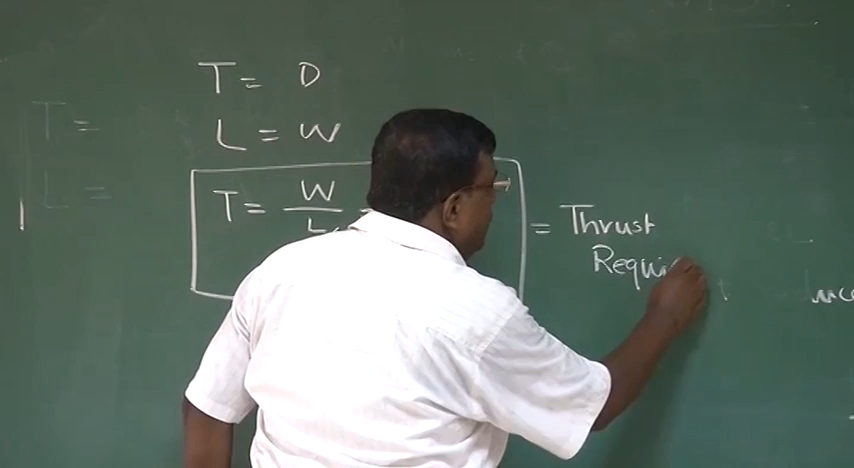 T = D
L = W
T = W/L = Thrust
Requi
T =
L =